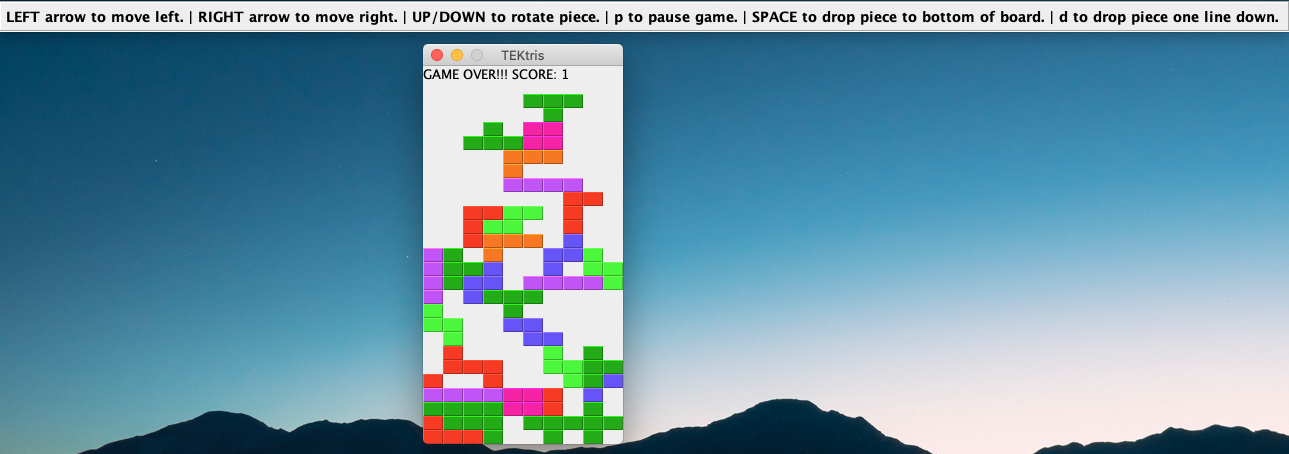 LEFT arrow to move left. | RIGHT arrow to move right. | UP/DOWN to rotate piece. | p to pause game. | SPACE to drop piece to bottom of board. | d to drop piece one line down.
TEKtris
GAME OVER!!! SCORE: 1